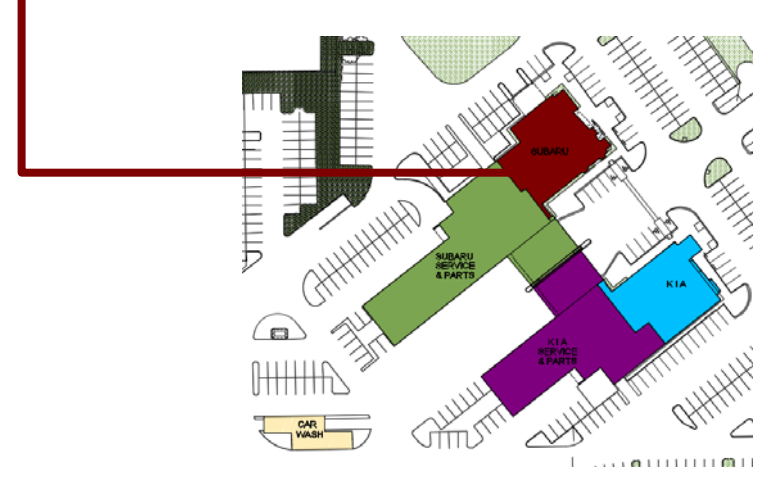 SUBARU
SUBARU
SERVICE
& PARTS
KIA
KIA
SERVICE
& PARTS
CAR
WASH